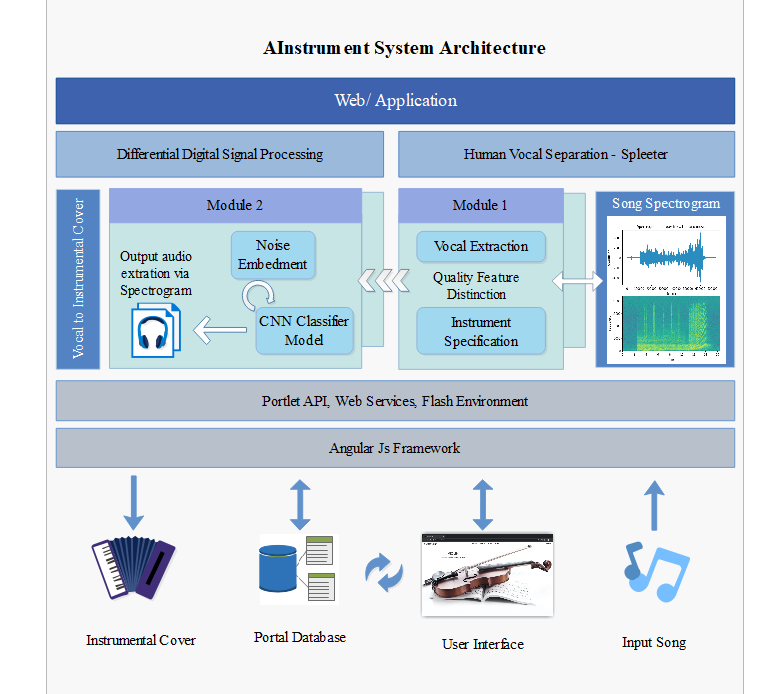 AInstrument System Architecture
Web/ Application
Differential Digital Signal Processing
Human Vocal Separation - Spleeter
Vocal to Instrumental Cover
Module 2
Output audio
extration via
Spectrogram
Noise
Embedment
CNN Classifier
Model
Module 1
Vocal Extraction
Quality Feature
Distinction
Instrument
Specification
Song Spectrogram
Portlet API, Web Services, Flash Environment
Angular Js Framework
Instrumental Cover
Portal Database
User Interface
Input Song